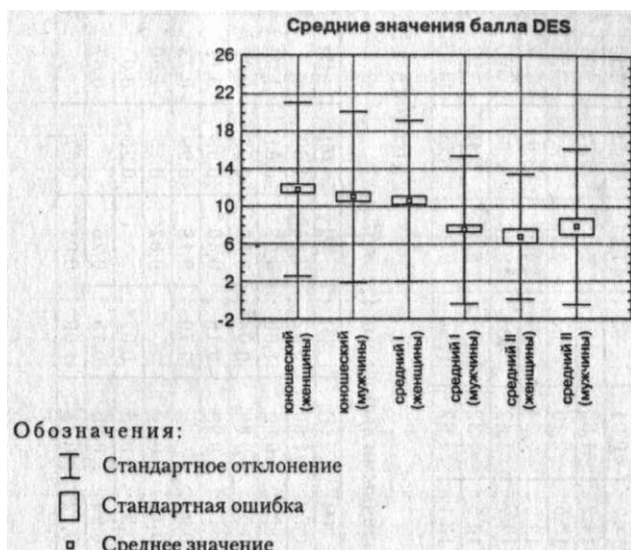 Средние значения балла DES
26
22
18
14
10
6
2
-2
юношеский
(женщины)
юношеский
(мужчины)
средний I
(женщины)
средний I
(мужчины)
средний II
(женщины)
средний II
(мужчины)
Обозначения:
Стандартное отклонение
Стандартная ошибка
Среднее значение